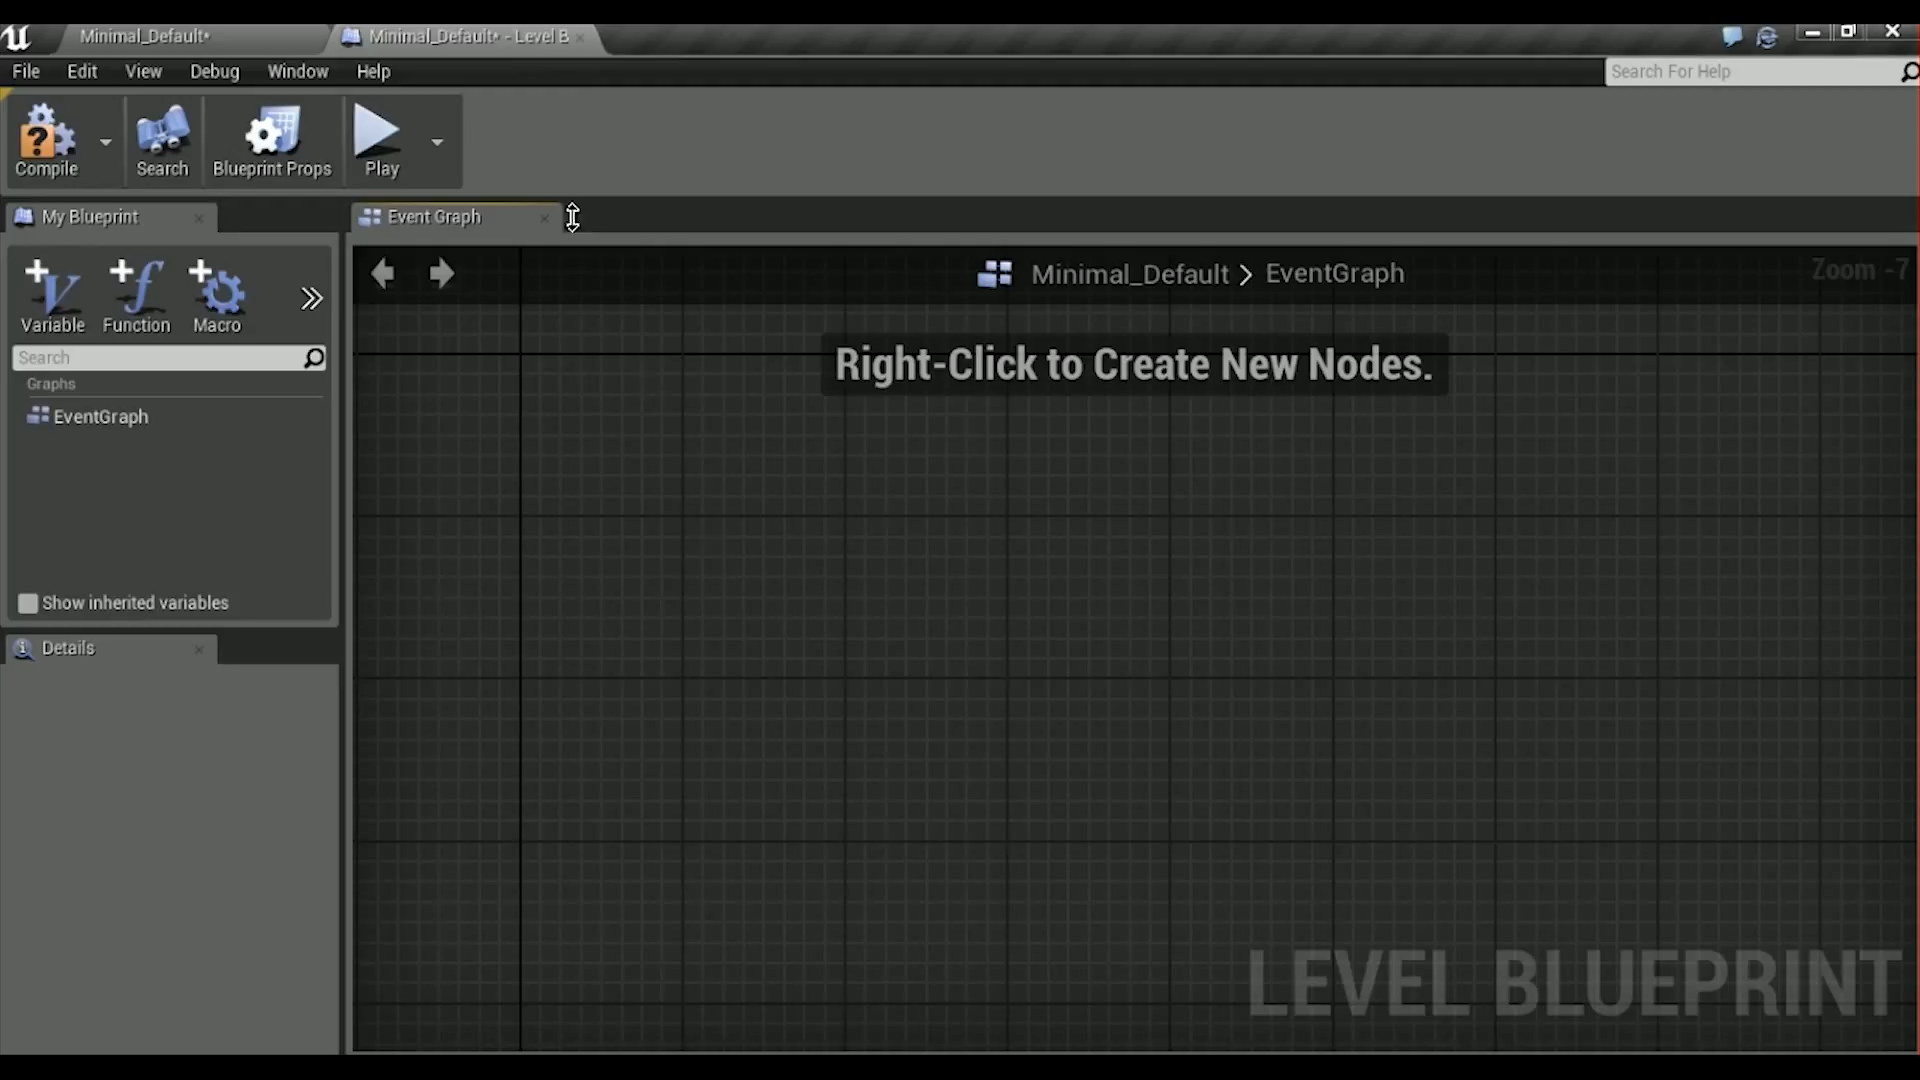 Minimal_Default*
Minimal_Default* - Level B
File Edit View Debug Window Help
Search For Help
Compile Search Blueprint Props Play
My Blueprint
Event Graph
Minimal_Default > EventGraph
Zoom -7
Variable Function Macro
Search
Right-Click to Create New Nodes.
Graphs
EventGraph
Show inherited variables
Details
LEVEL BLUEPRINT